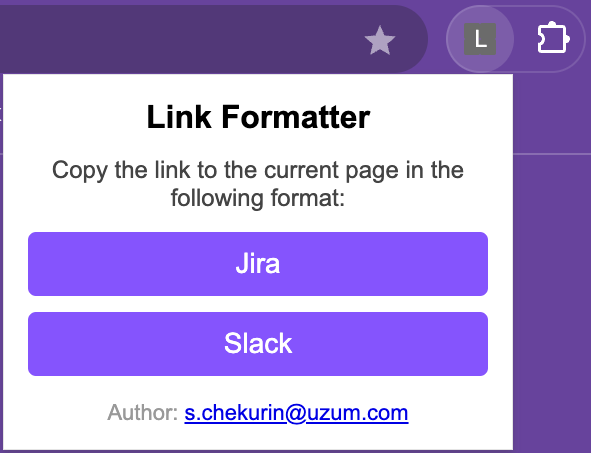 L
Link Formatter
Copy the link to the current page in the
following format:
Jira
Slack
Author: s.chekurin@uzum.com